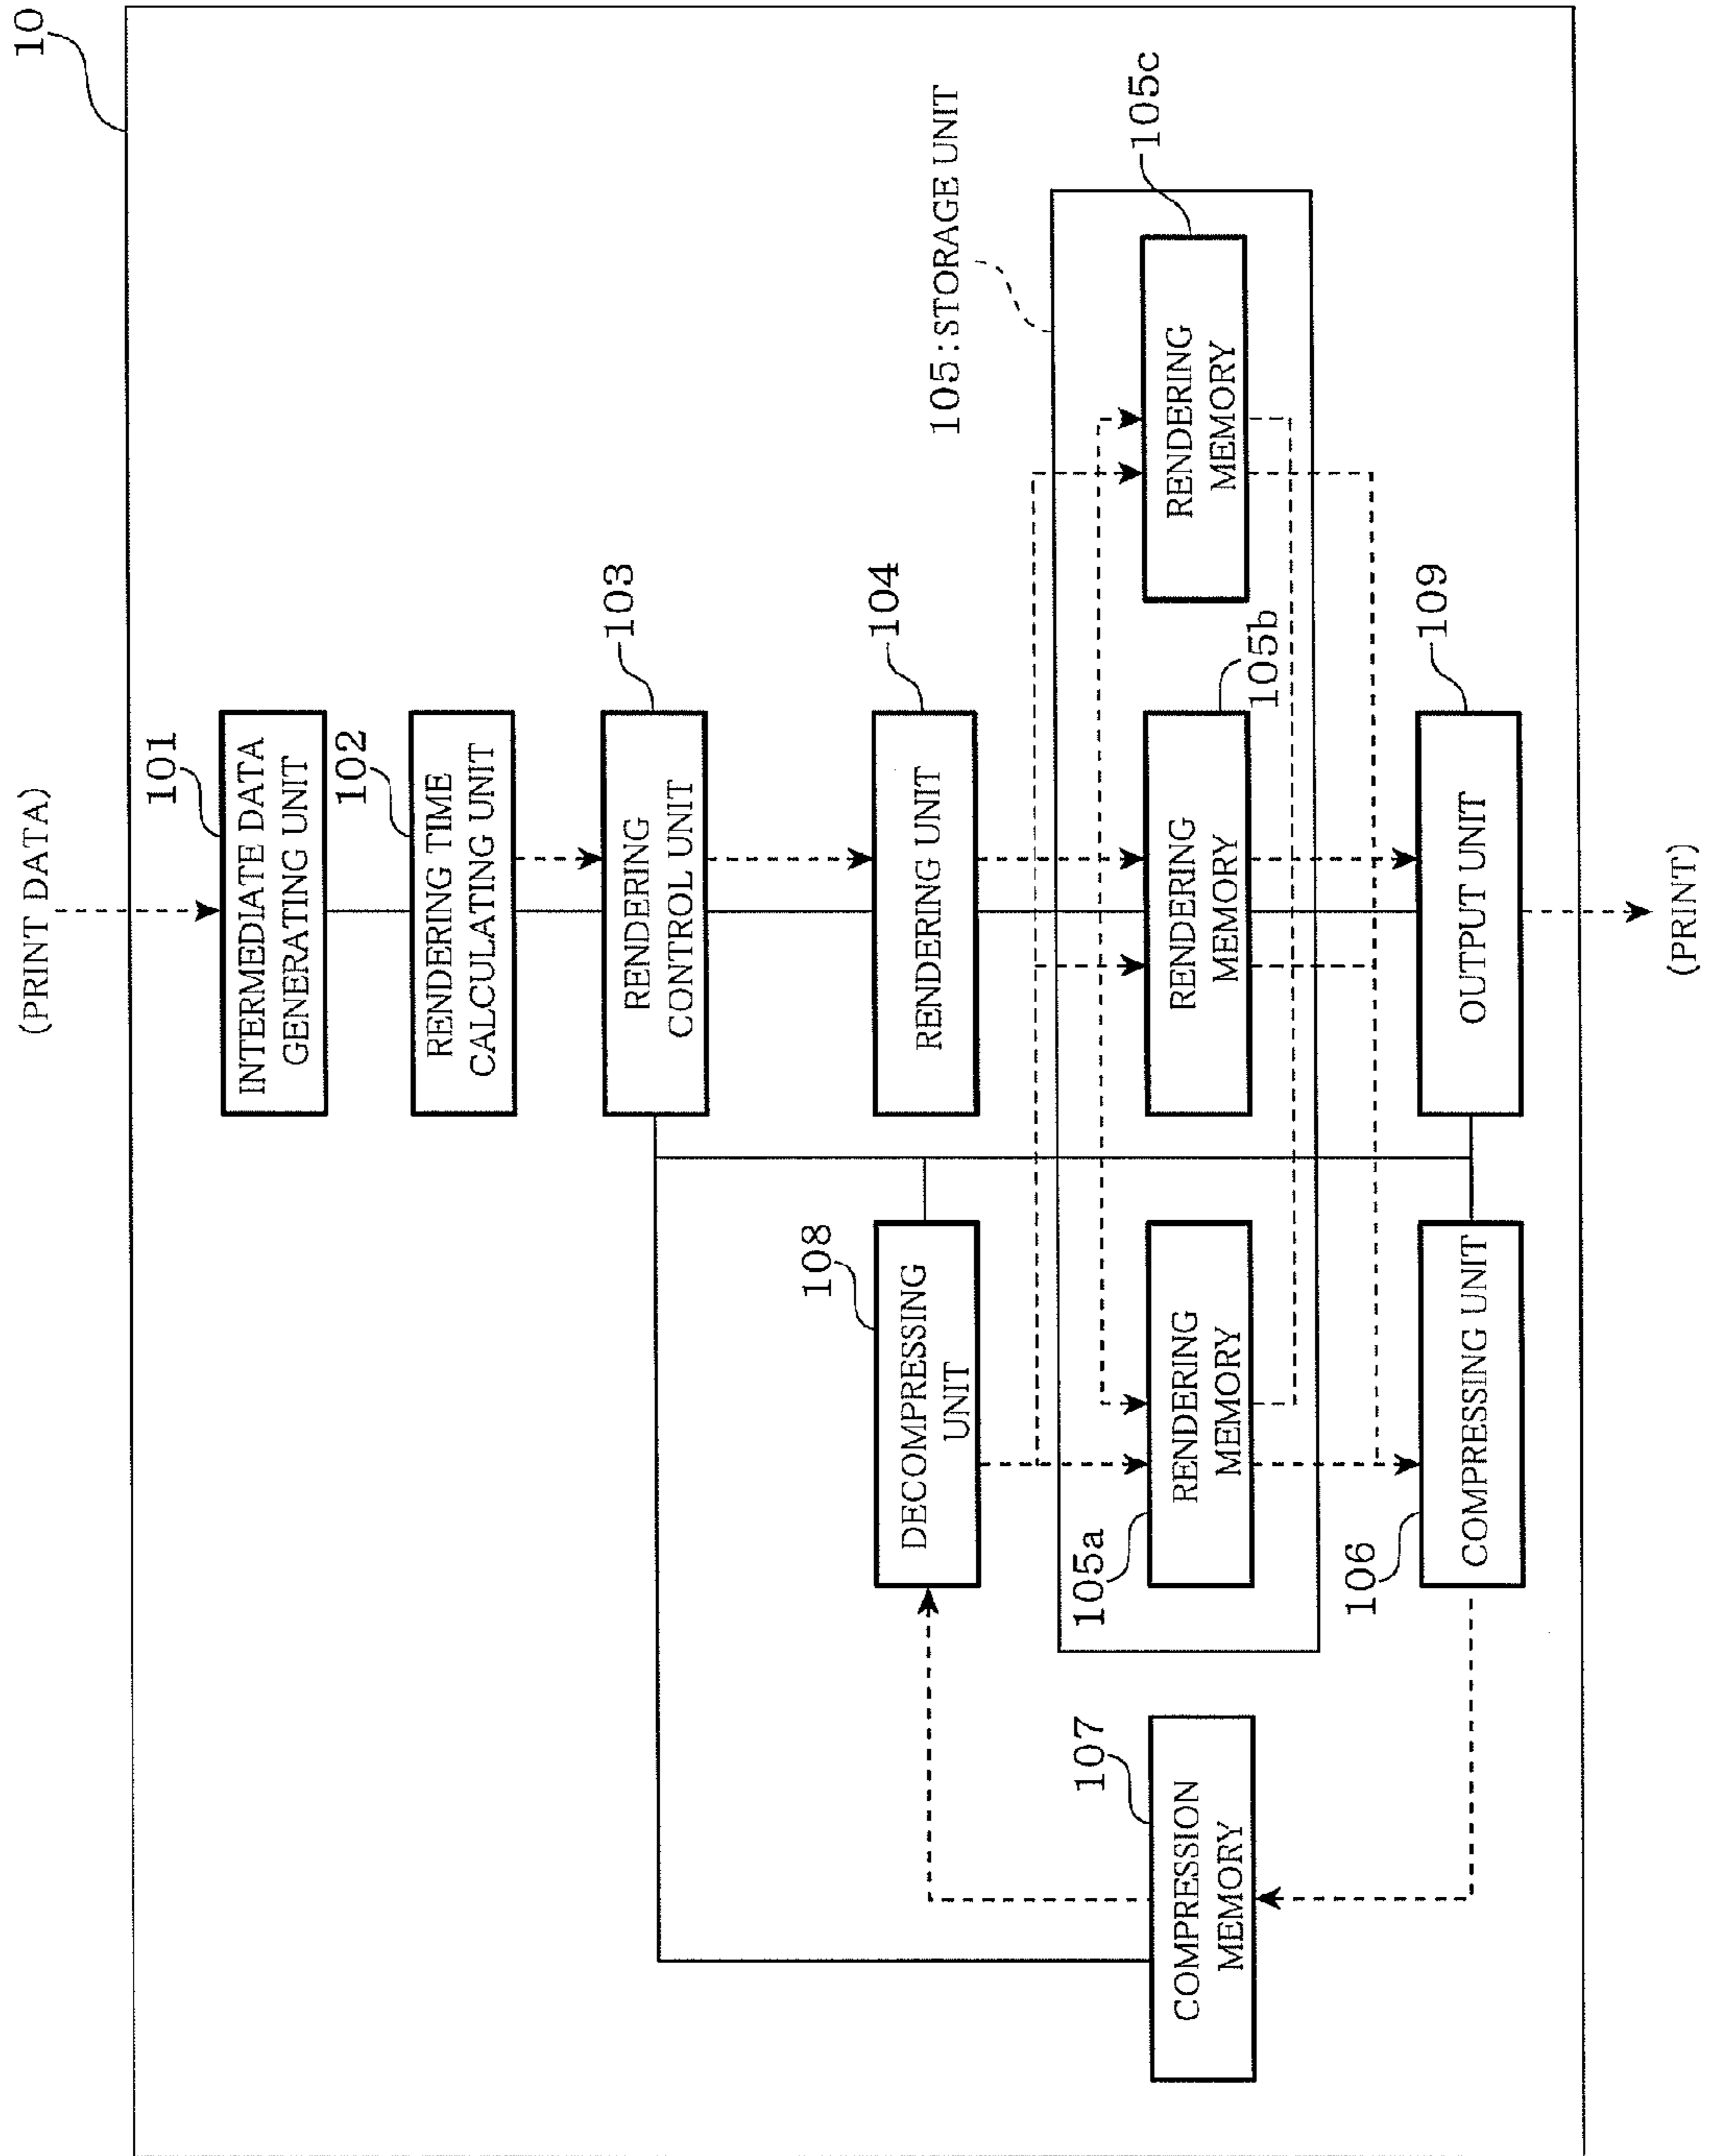 10
(PRINT DATA)
101
INTERMEDIATE DATA
GENERATING UNIT
102
RENDERING TIME
CALCULATING UNIT
103
RENDERING
CONTROL UNIT
104
RENDERING UNIT
108
DECOMPRESSING
UNIT
105:STORAGE UNIT
105a
RENDERING
MEMORY
105b
RENDERING
MEMORY
105c
RENDERING
MEMORY
107
COMPRESSION
MEMORY
106
COMPRESSING UNIT
109
OUTPUT UNIT
(PRINT)